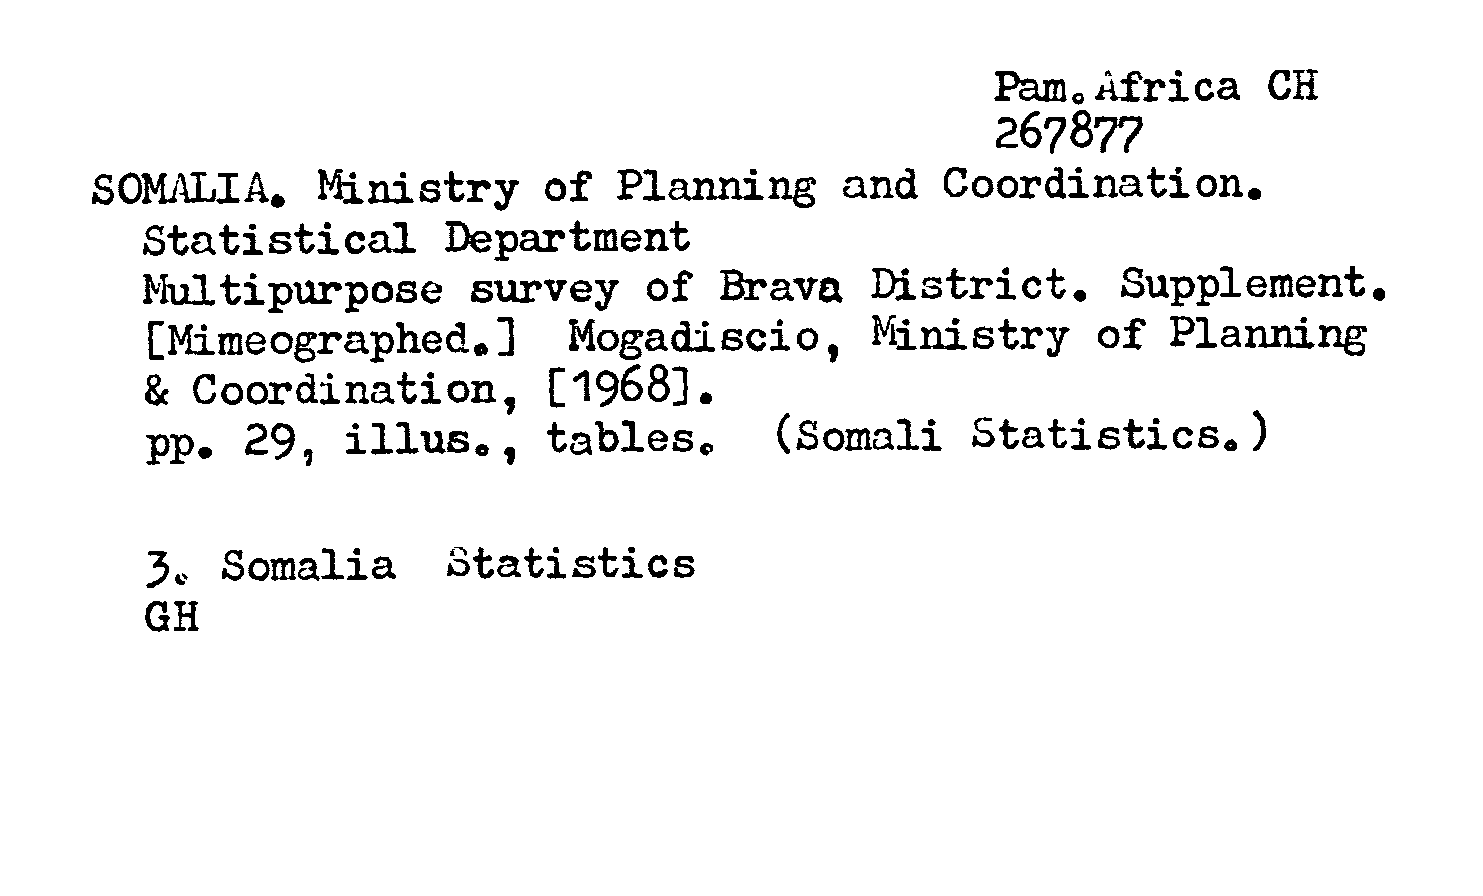 Pam.Africa CH
267877
SOMALIA. Ministry of Planning and Coordination.
Statistical Department
Multipurpose survey of Brava District. Supplement.
[Mimeographed.] Mogadiscio, Ministry of Planning
& Coordination, [1968].
pp. 29, illus., tables. (Somali Statistics.)
3. Somalia Statistics
GH